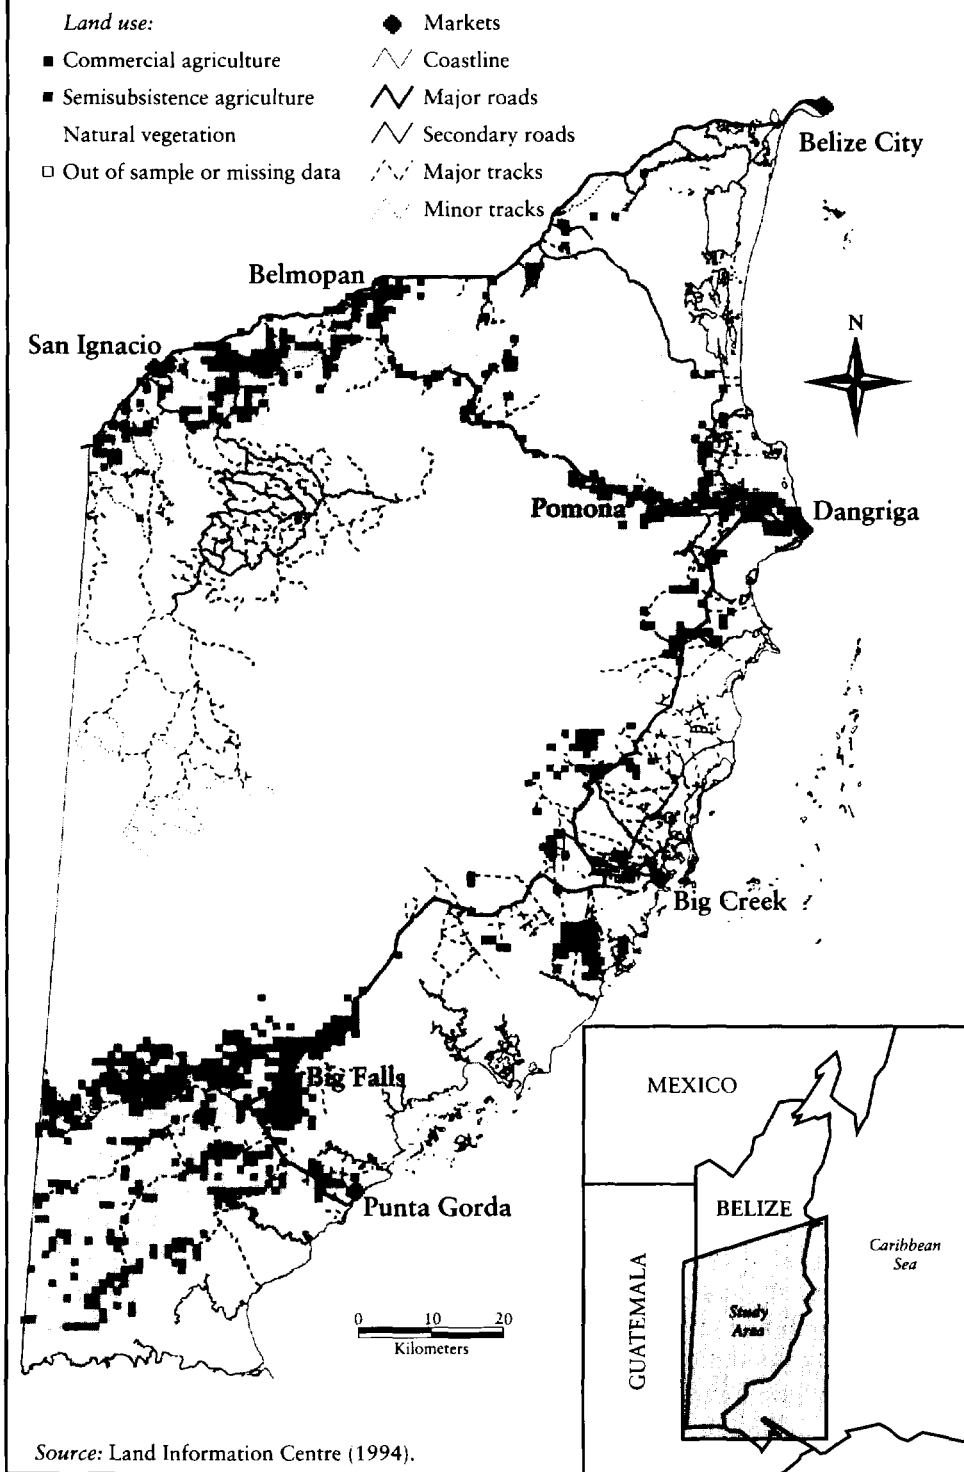 Land use:
Commercial agriculture
Semisubsistence agriculture
Natural vegetation
Out of sample or missing data
Markets
Coastline
Major roads
Secondary roads
Major tracks
Minor tracks
Belize City
Belmopan
San Ignacio
N
Pomona
Dangriga
Big Creek
Big Falls
Punta Gorda
0 10 20
Kilometers
MEXICO
BELIZE
GUATEMALA
Caribbean
Sea
Study
Area
Source: Land Information Centre (1994).